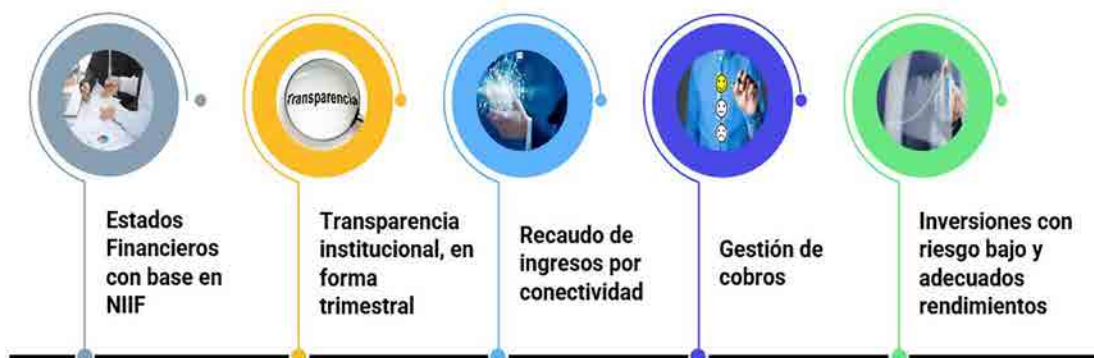 Transparencia
Estados
Financieros
con base en
NIIF
Transparencia
institucional, en
forma
trimestral
Recaudo de
ingresos por
conectividad
Gestión de
cobros
Inversiones con
riesgo bajo y
adecuados
rendimientos